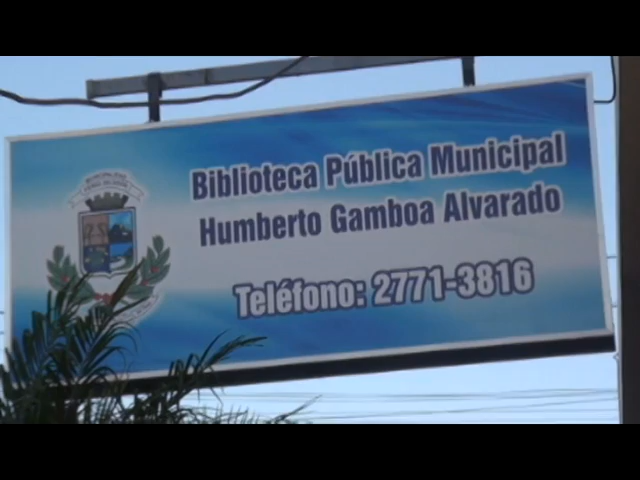 Biblioteca Pública Municipal
Humberto Gamboa Alvarado
Teléfono: 2771-3816